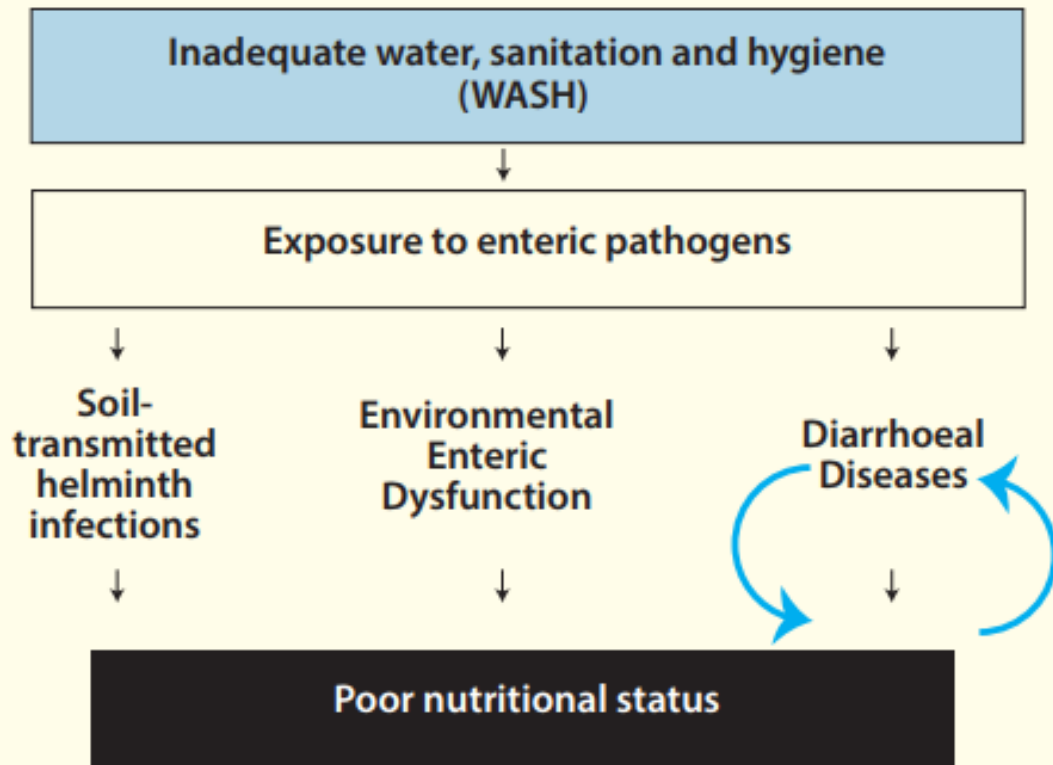 Inadequate water, sanitation and hygiene
(WASH)
Exposure to enteric pathogens
Soil-
transmitted
helminth
infections
Environmental
Enteric
Dysfunction
Diarrhoeal
Diseases
Poor nutritional status